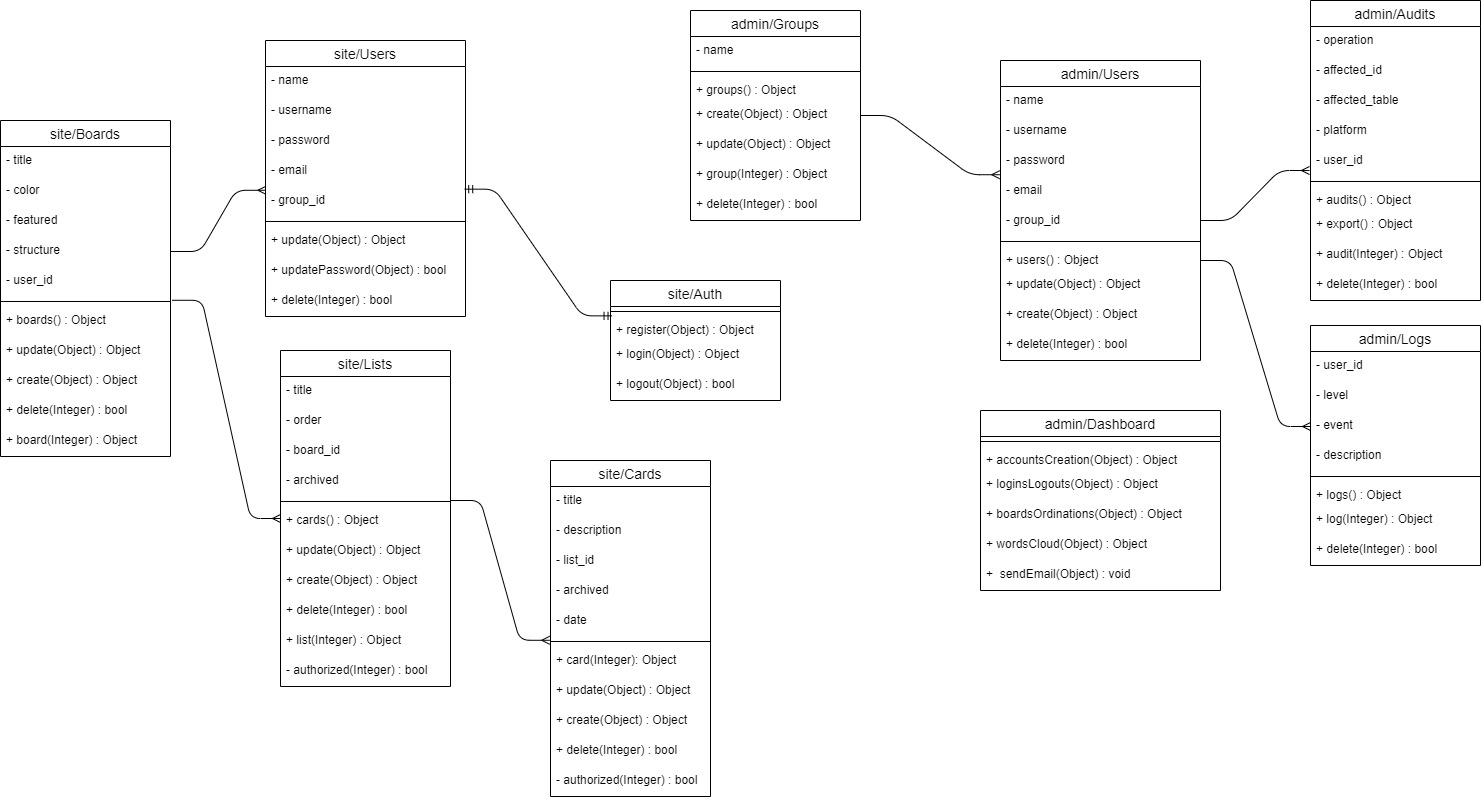 site/Boards
- title
- color
- featured
- structure
- user_id
+ boards() : Object
+ update(Object) : Object
+ create(Object) : Object
+ delete(Integer) : bool
+ board(Integer) : Object
site/Users
- name
- username
- password
- email
- group_id
+ update(Object) : Object
+ updatePassword(Object) : bool
+ delete(Integer) : bool
site/Lists
- title
- order
- board_id
- archived
+ cards() : Object
+ update(Object) : Object
+ create(Object) : Object
+ delete(Integer) : bool
+ list(Integer) : Object
- authorized(Integer) : bool
site/Auth
+ register(Object) : Object
+ login(Object) : Object
+ logout(Object) : bool
site/Cards
- title
- description
- list_id
- archived
- date
+ card(Integer): Object
+ update(Object) : Object
+ create(Object) : Object
+ delete(Integer) : bool
- authorized(Integer) : bool
admin/Groups
- name
+ groups() : Object
+ create(Object) : Object
+ update(Object) : Object
+ group(Integer) : Object
+ delete(Integer) : bool
admin/Users
- name
- username
- password
- email
- group_id
+ users() : Object
+ update(Object) : Object
+ create(Object) : Object
+ delete(Integer) : bool
admin/Dashboard
+ accountsCreation(Object) : Object
+ loginsLogouts(Object) : Object
+ boardsOrdinations(Object) : Object
+ wordsCloud(Object) : Object
+ sendEmail(Object) : void
admin/Audits
- operation
- affected_id
- affected_table
- platform
- user_id
+ audits() : Object
+ export() : Object
+ audit(Integer) : Object
+ delete(Integer) : bool
admin/Logs
- user_id
- level
- event
- description
+ logs() : Object
+ log(Integer) : Object
+ delete(Integer) : bool